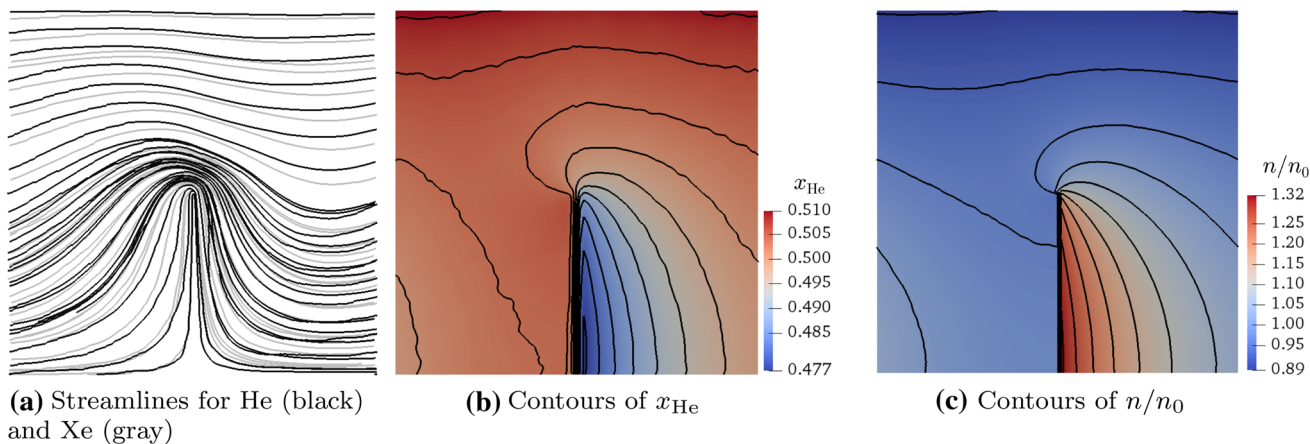 x_He
0.510
0.505
0.500
0.495
0.490
0.485
0.477
n/n₀
1.32
1.25
1.20
1.15
1.10
1.05
1.00
0.95
0.89
(a) Streamlines for He (black)
and Xe (gray)
(b) Contours of x_He
(c) Contours of n/n₀